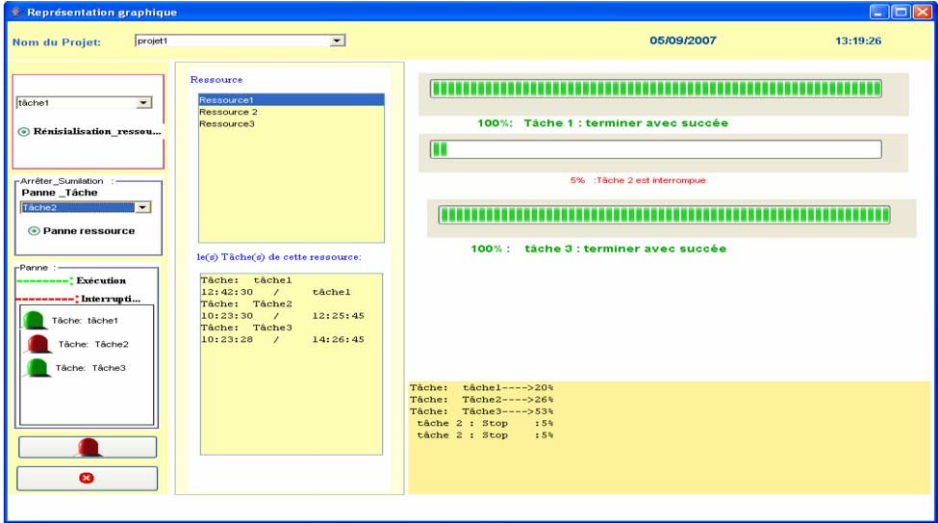 Représentation graphique
Nom du Projet: projet1 05/09/2007 13:19:26
tâche1
Rénisialisation_ressou...
Arrêter_Sumilation :
Panne _Tâche
Tâche2
Panne ressource
Panne :
--------: Exécution
--------: Interrupti...
Tâche: tâche1
Tâche: Tâche2
Tâche: Tâche3
Ressource
Ressource1
Ressource 2
Ressource3
le(s) Tâche(s) de cette ressource:
Tâche: tâche1
12:42:30 / tâche1
Tâche: Tâche2
10:23:30 / 12:25:45
Tâche: Tâche3
10:23:28 / 14:26:45
100%: Tâche 1 : terminer avec succée
5% :Tâche 2 est interrompue
100% : tâche 3 : terminer avec succée
Tâche: tâche1---->20%
Tâche: Tâche2---->26%
Tâche: Tâche3---->53%
tâche 2 : Stop :5%
tâche 2 : Stop :5%